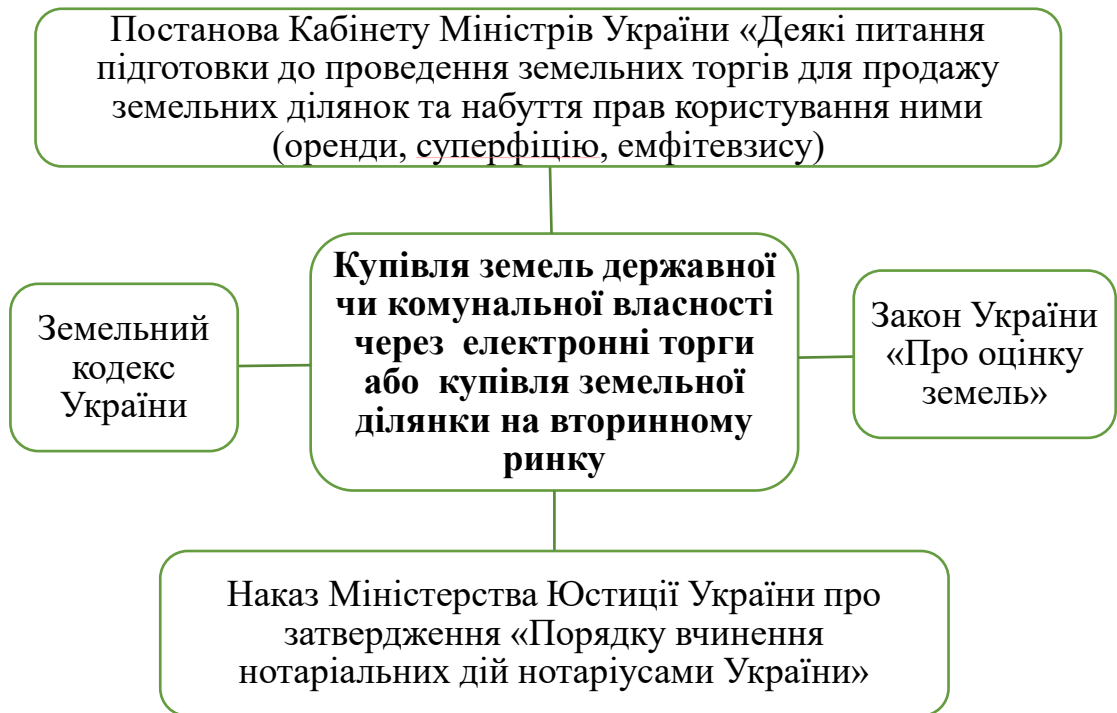 Постанова Кабінету Міністрів України «Деякі питання
підготовки до проведення земельних торгів для продажу
земельних ділянок та набуття прав користування ними
(оренди, суперфіцію, емфітевзису)
Земельний
кодекс
України
Купівля земель державної
чи комунальної власності
через електронні торги
або купівля земельної
ділянки на вторинному
ринку
Закон України
«Про оцінку
земель»
Наказ Міністерства Юстиції України про
затвердження «Порядку вчинення
нотаріальних дій нотаріусами України»